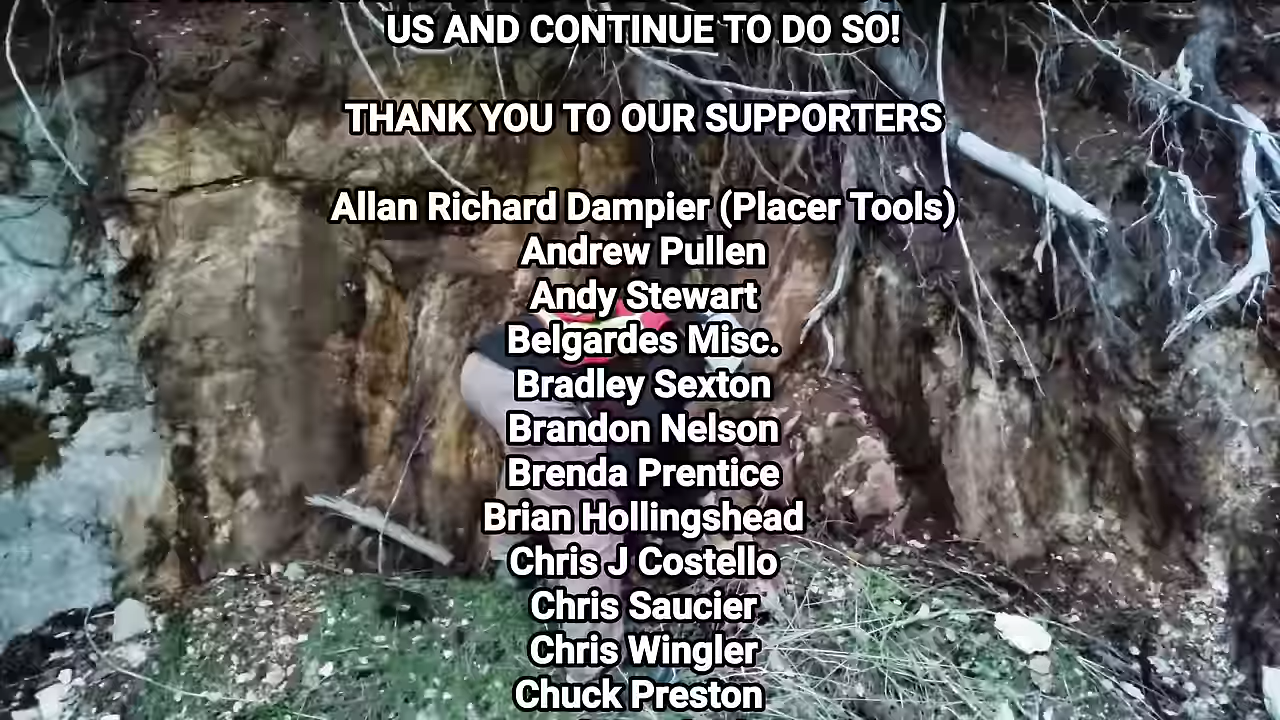 US AND CONTINUE TO DO SO!
THANK YOU TO OUR SUPPORTERS
Allan Richard Dampier (Placer Tools)
Andrew Pullen
Andy Stewart
Belgardes Misc.
Bradley Sexton
Brandon Nelson
Brenda Prentice
Brian Hollingshead
Chris J Costello
Chris Saucier
Chris Wingler
Chuck Preston